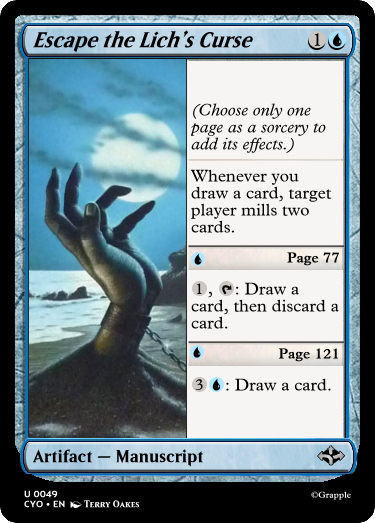 Escape the Lich's Curse 1
(Choose only one
page as a sorcery to
add its effects.)
Whenever you
draw a card, target
player mills two
cards.
Page 77
1, : Draw a
card, then discard a
card.
Page 121
3 : Draw a card.
Artifact — Manuscript
U 0049
CYO • EN Terry Oakes
©Grapple